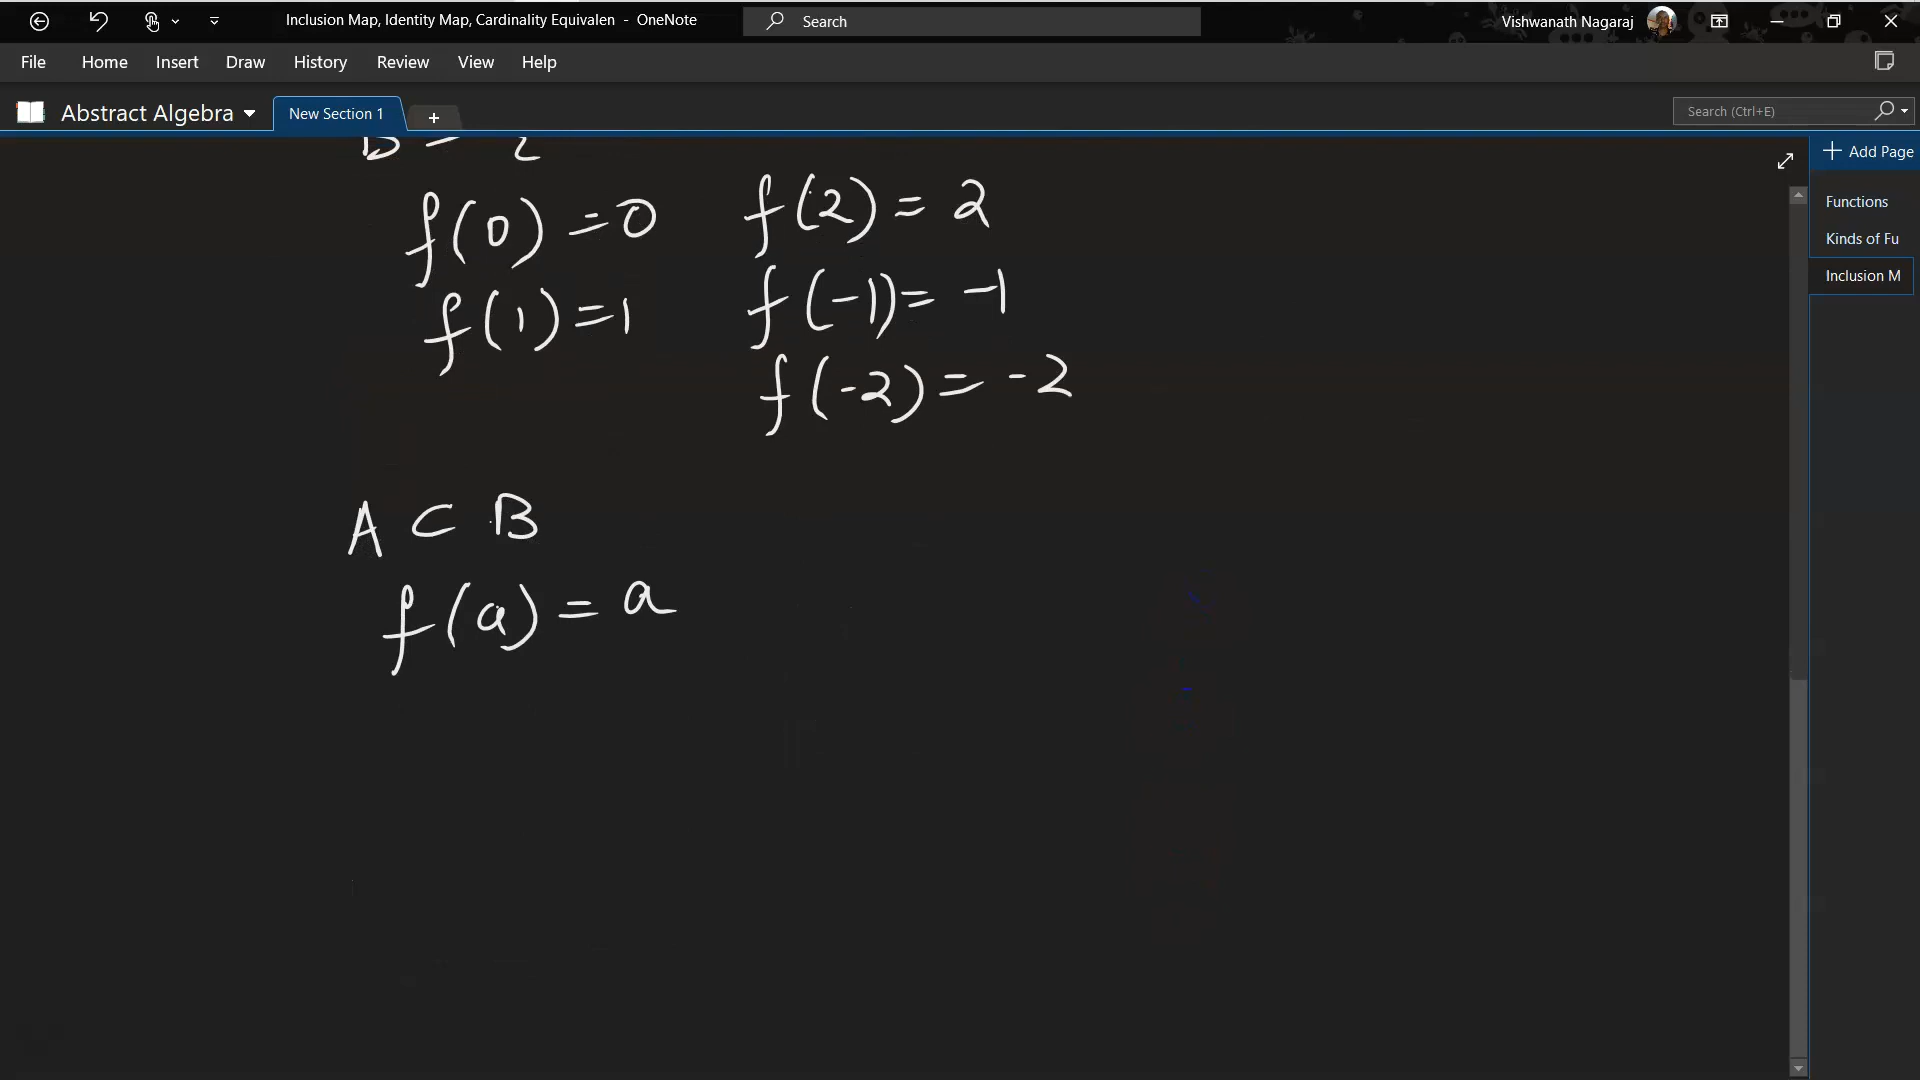 Inclusion Map, Identity Map, Cardinality Equivalen - OneNote
Search
Vishwanath Nagaraj
File Home Insert Draw History Review View Help
Abstract Algebra
New Section 1
+
Search (Ctrl+E)
+ Add Page
Functions
Kinds of Fu
Inclusion M
f(0) = 0
f(2) = 2
f(1) = 1
f(-1) = -1
f(-2) = -2
A ⊂ B
f(a) = a